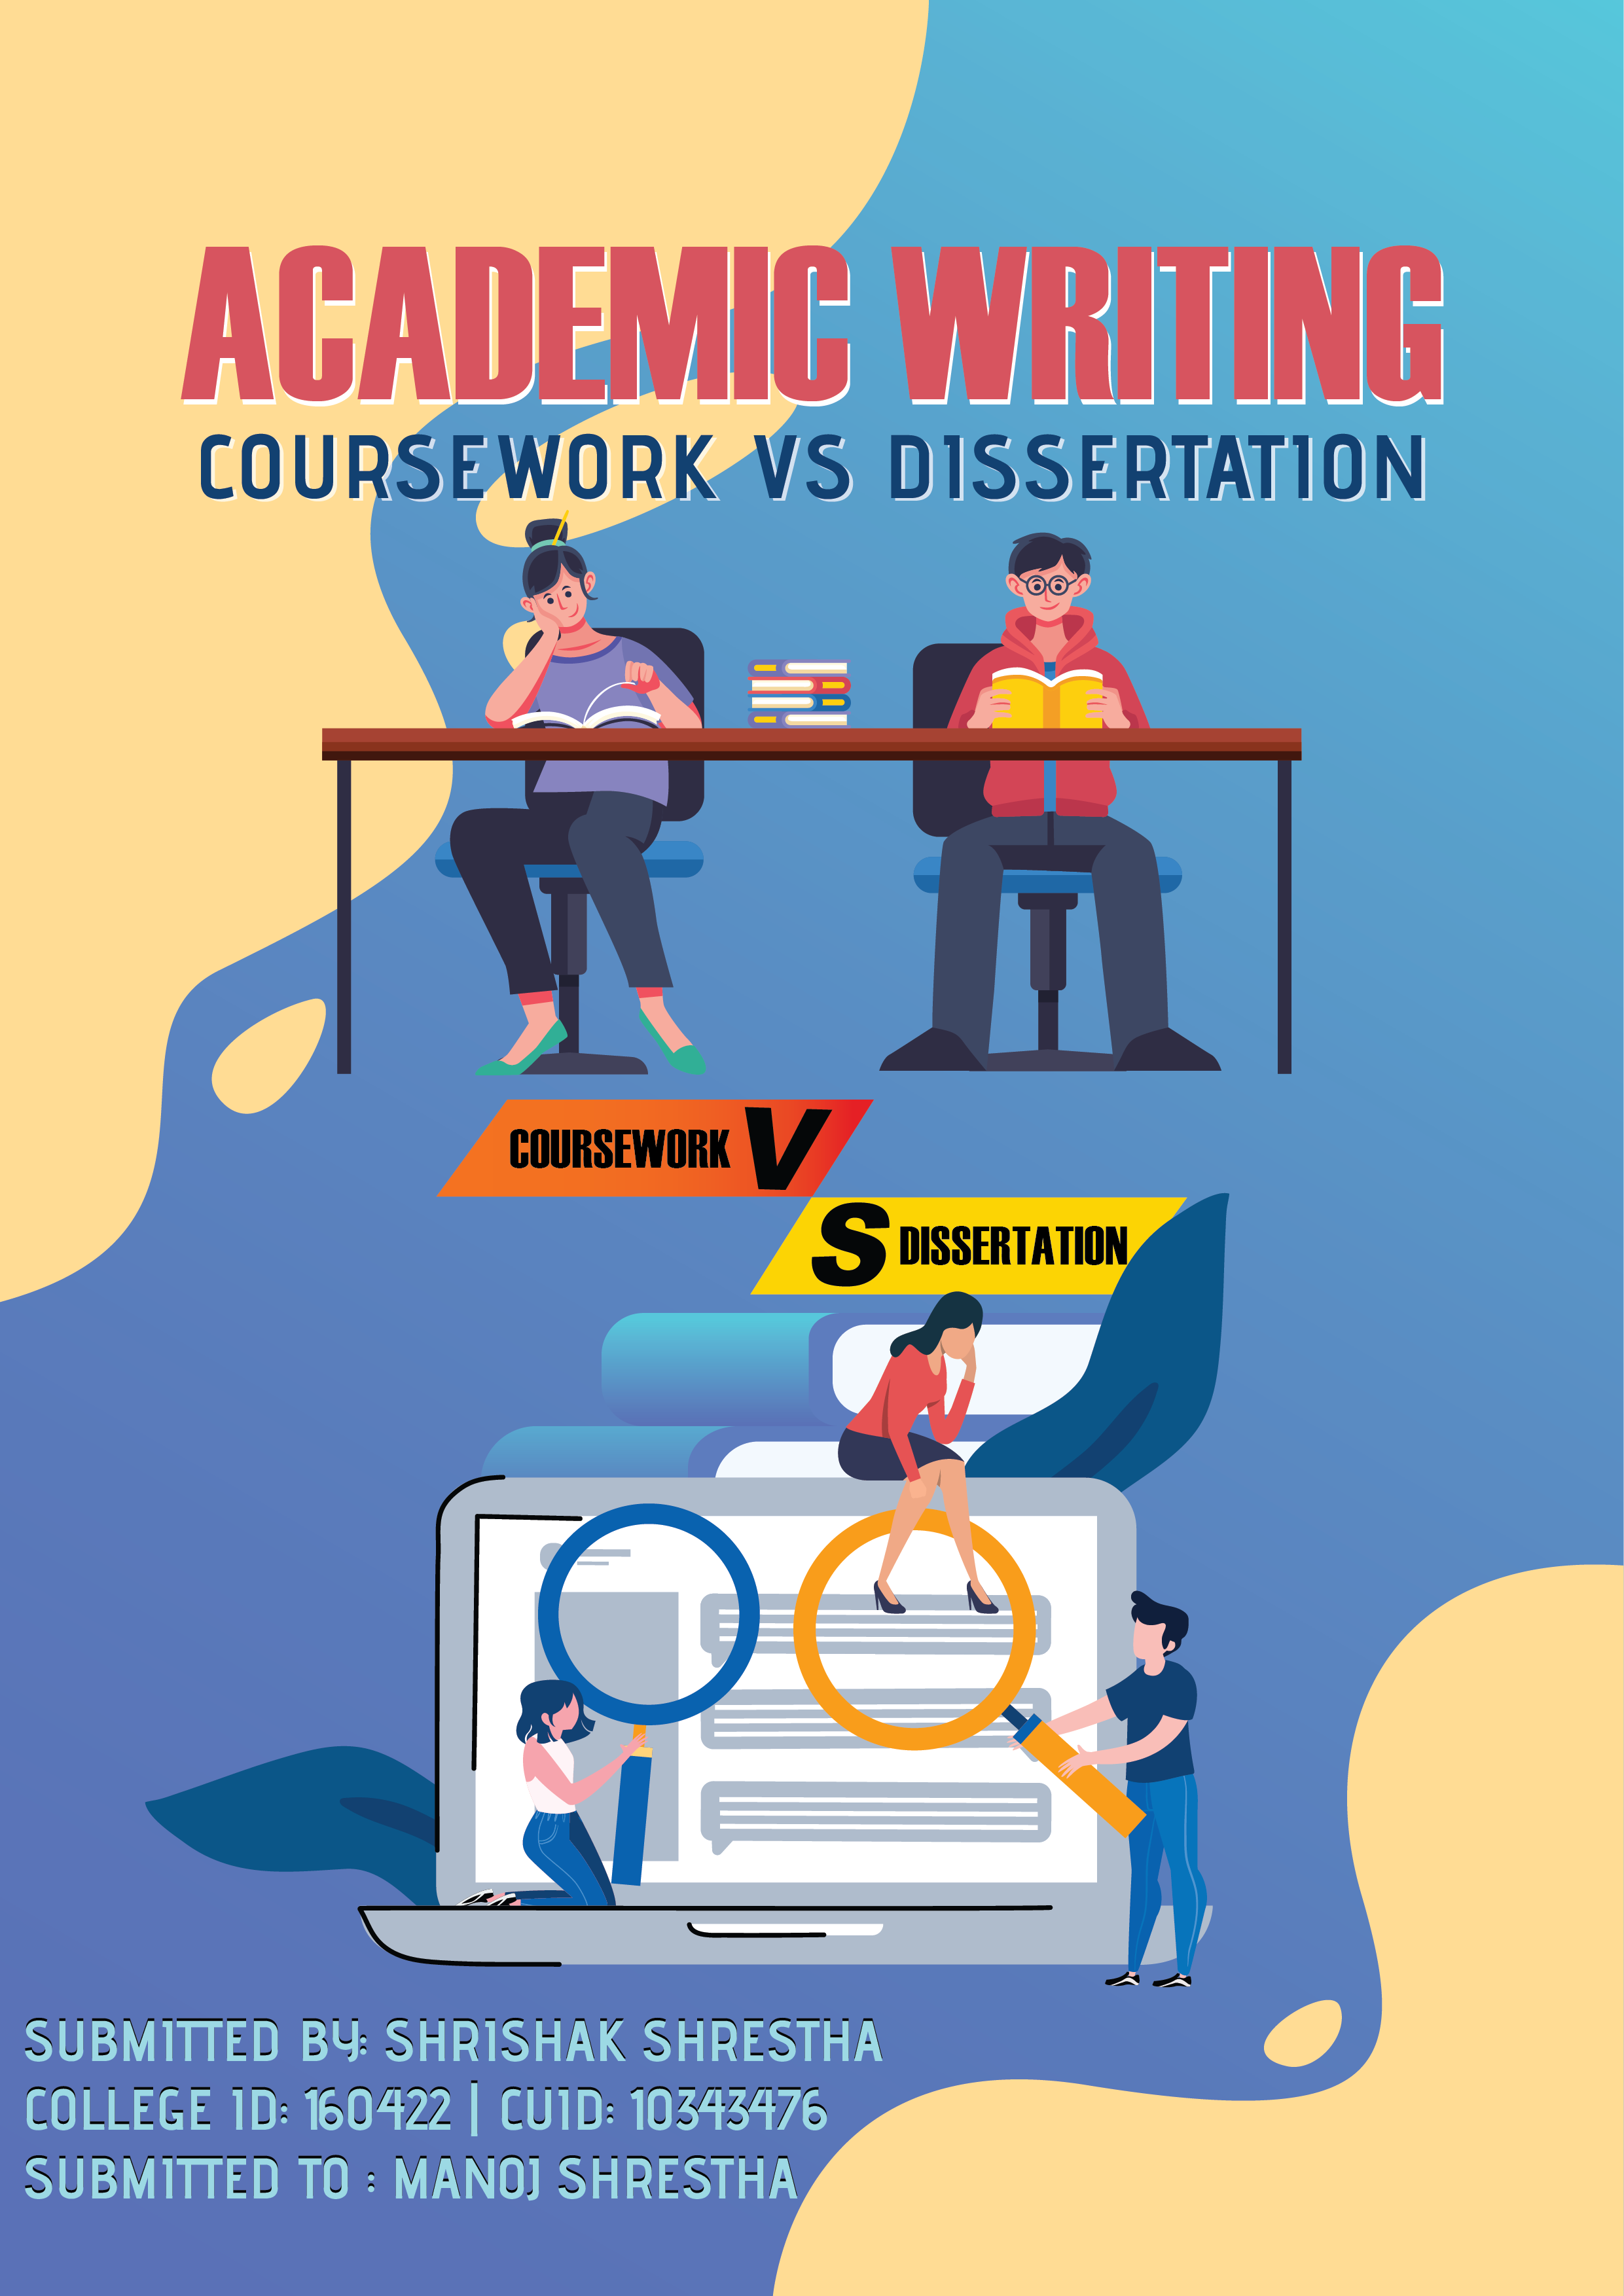 ACADEMIC WRITING
COURSEWORK VS DISSERTATION
COURSEWORK V
S DISSERTATION
SUBMITTED BY: SHRISHAK SHRESTHA
COLLEGE ID: 160422 | CUID: 10343476
SUBMITTED TO : MANOJ SHRESTHA